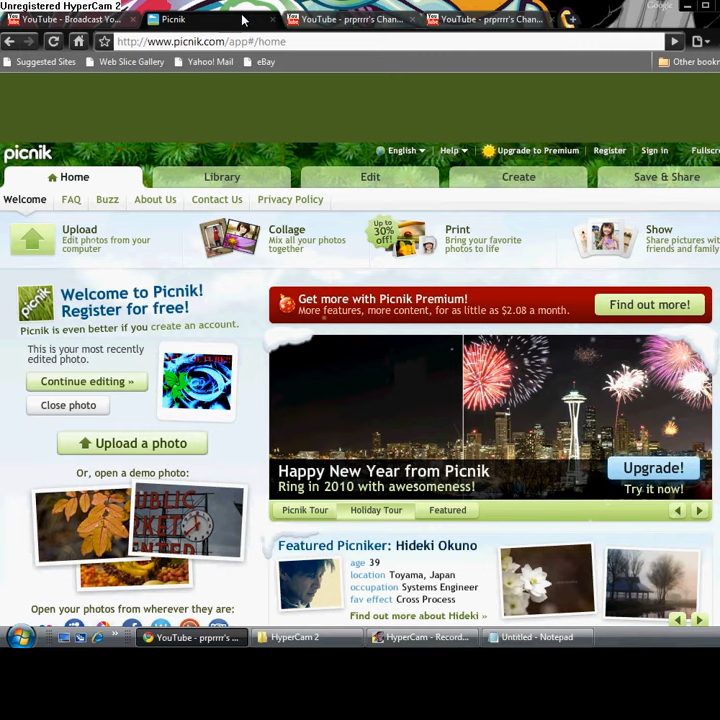 Unregistered HyperCam 2
YouTube - Broadcast Yo...
Picnik
YouTube - prprrrr's Chan...
YouTube - prprrrr's Chan...
Google
http://www.picnik.com/app#/home
Suggested Sites
Web Slice Gallery
Yahoo! Mail
eBay
Other bookm
picnik
English
Help
Upgrade to Premium
Register
Sign in
Fullscre
Home
Library
Edit
Create
Save & Share
Welcome
FAQ
Buzz
About Us
Contact Us
Privacy Policy
Upload
Edit photos from your
computer
Collage
Mix all your photos
together
Up to
30%
off!
Print
Bring your favorite
photos to life
Show
Share pictures wit
friends and family
picnik
Welcome to Picnik!
Register for free!
Picnik is even better if you create an account.
This is your most recently
edited photo.
Continue editing »
Close photo
Upload a photo
Or, open a demo photo:
PUBLIC
MARKET
Open your photos from wherever they are:
Get more with Picnik Premium!
More features, more content, for as little as $2.08 a month.
Find out more!
Happy New Year from Picnik
Ring in 2010 with awesomeness!
Upgrade!
Try it now!
Picnik Tour
Holiday Tour
Featured
Featured Picniker: Hideki Okuno
age 39
location Toyama, Japan
occupation Systems Engineer
fav effect Cross Process
Find out more about Hideki »
YouTube - prprrrr's ...
HyperCam 2
HyperCam - Record...
Untitled - Notepad